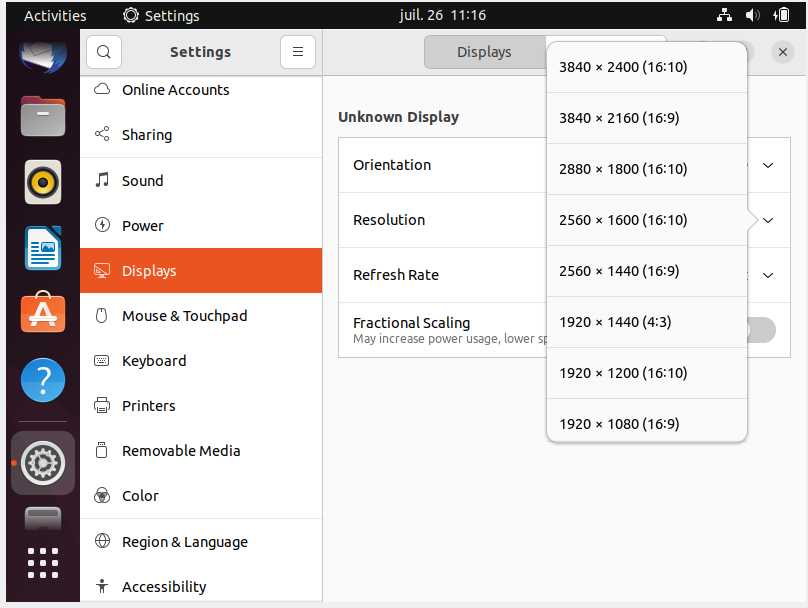 Activities
Settings
juil. 26 11:16
Settings
Displays
Online Accounts
Sharing
Sound
Power
Displays
Mouse & Touchpad
Keyboard
Printers
Removable Media
Color
Region & Language
Accessibility
Unknown Display
Orientation
Resolution
Refresh Rate
Fractional Scaling
May increase power usage, lower sp
3840 × 2400 (16:10)
3840 × 2160 (16:9)
2880 × 1800 (16:10)
2560 × 1600 (16:10)
2560 × 1440 (16:9)
1920 × 1440 (4:3)
1920 × 1200 (16:10)
1920 × 1080 (16:9)